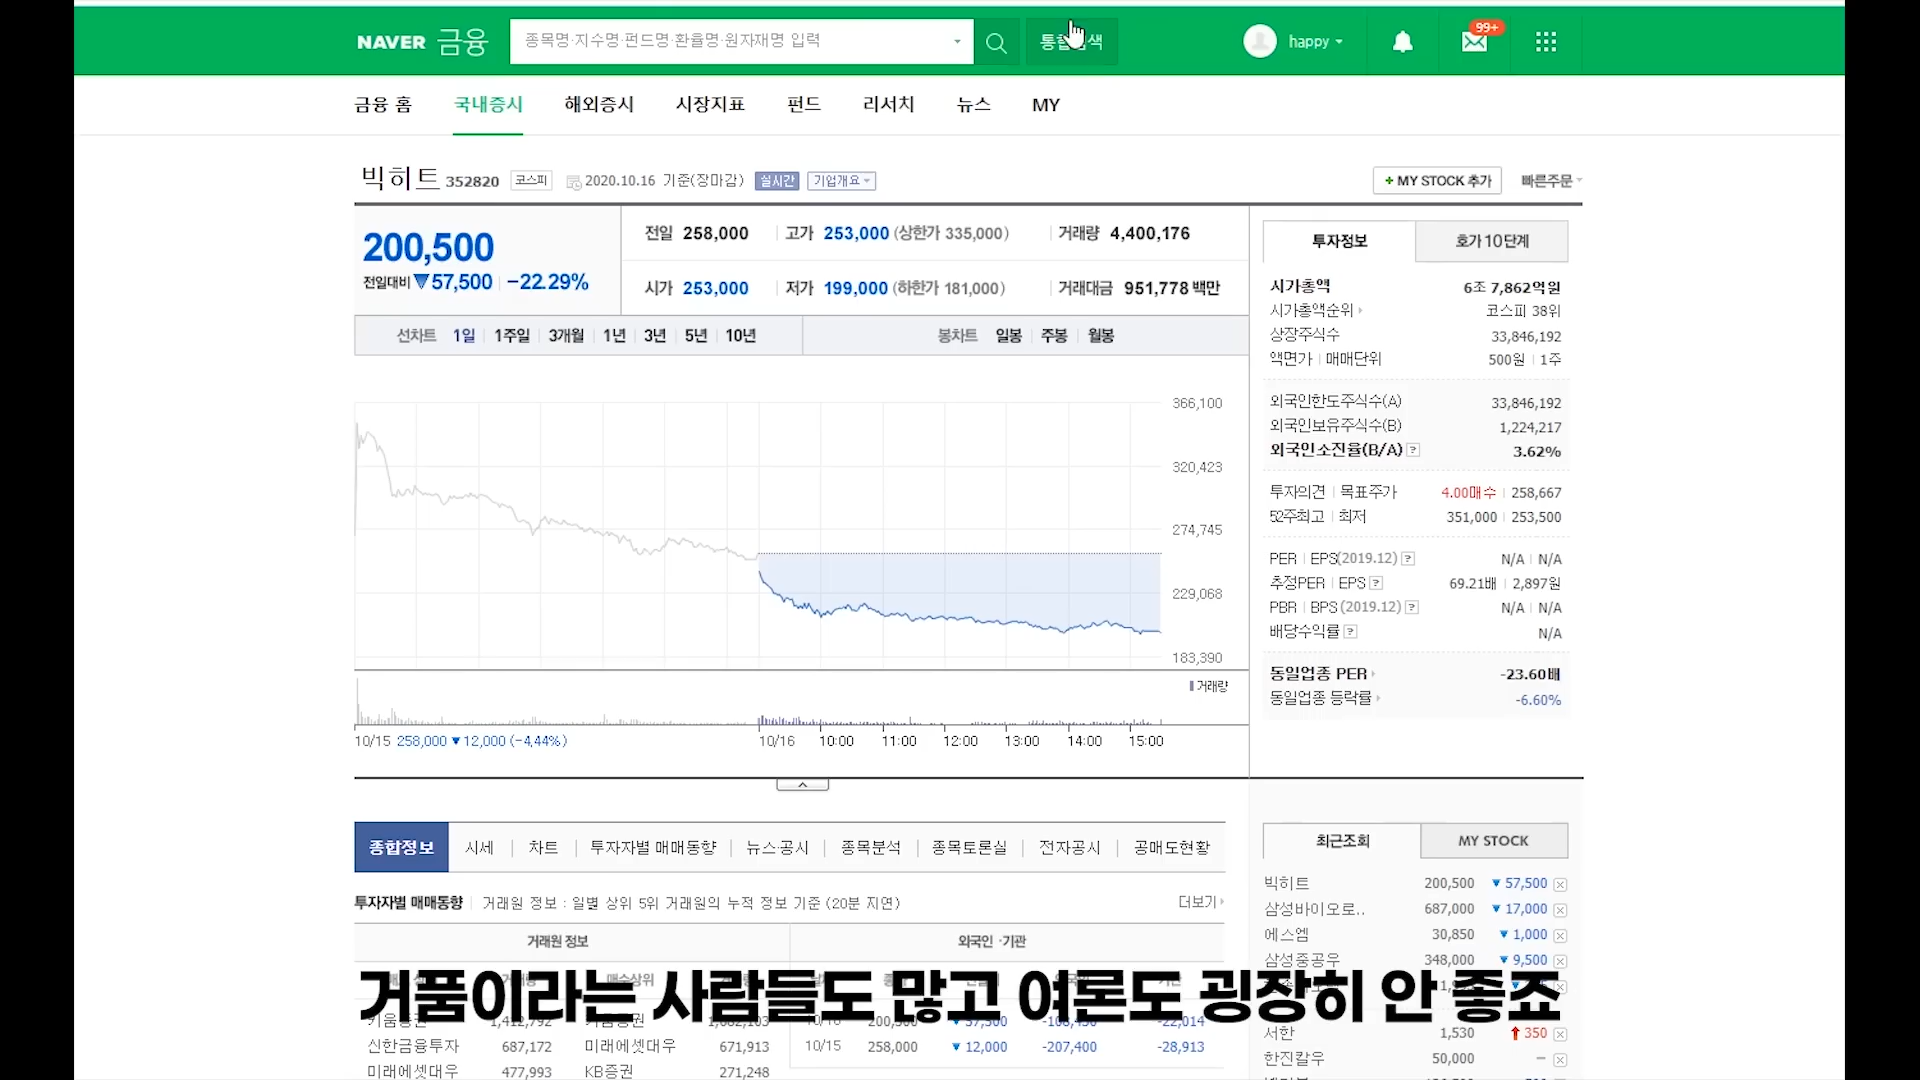 NAVER 금융 종목명·지수명·펀드명·환율명·원자재명 입력 happy 99+
금융 홈 국내증시 해외증시 시장지표 펀드 리서치 뉴스 MY
빅히트 352820 코스피 2020.10.16 기준(장마감) 실시간 기업개요
+ MY STOCK 추가 빠른주문
200,500
전일대비 ▼57,500 -22.29%
전일 258,000 고가 253,000 (상한가 335,000) 거래량 4,400,176
시가 253,000 저가 199,000 (하한가 181,000) 거래대금 951,778 백만
선차트 1일 1주일 3개월 1년 3년 5년 10년 봉차트 일봉 주봉 월봉
366,100
320,423
274,745
229,068
183,390
거래량
10/15 258,000 ▼12,000 (-4,44%) 10/16 10:00 11:00 12:00 13:00 14:00 15:00
투자정보 호가10단계
시가총액 6조 7,862억원
시가총액순위 코스피 38위
상장주식수 33,846,192
액면가 매매단위 500원 1주
외국인한도주식수(A) 33,846,192
외국인보유주식수(B) 1,224,217
외국인소진율(B/A) ? 3.62%
투자의견 목표주가 4.00매수 258,667
52주최고 최저 351,000 253,500
PER EPS(2019.12) ? N/A N/A
추정PER EPS ? 69.21배 2,897원
PBR BPS (2019.12) ? N/A N/A
배당수익률 ? N/A
동일업종 PER -23.60배
동일업종 등락률 -6.60%
종합정보 시세 차트 투자자별 매매동향 뉴스·공시 종목분석 종목토론실 전자공시 공매도현황
투자자별 매매동향 거래원 정보 : 일별 상위 5위 거래원의 누적 정보 기준 (20분 지연) 더보기
거래원 정보 외국인 ·기관
거품이라는 사람들도 많고 여론도 굉장히 안 좋죠
신한금융투자 687,172 미래에셋대우 671,913 10/15 258,000 ▼ 12,000 -207,400 -28,913
미래에셋대우 477,993 KB증권 271,248
최근조회 MY STOCK
빅히트 200,500 ▼ 57,500
삼성바이오로.. 687,000 ▼ 17,000
에스엠 30,850 ▼ 1,000
삼성중공우 348,000 ▼ 9,500
서한 1,530 350
한진칼우 50,000 -